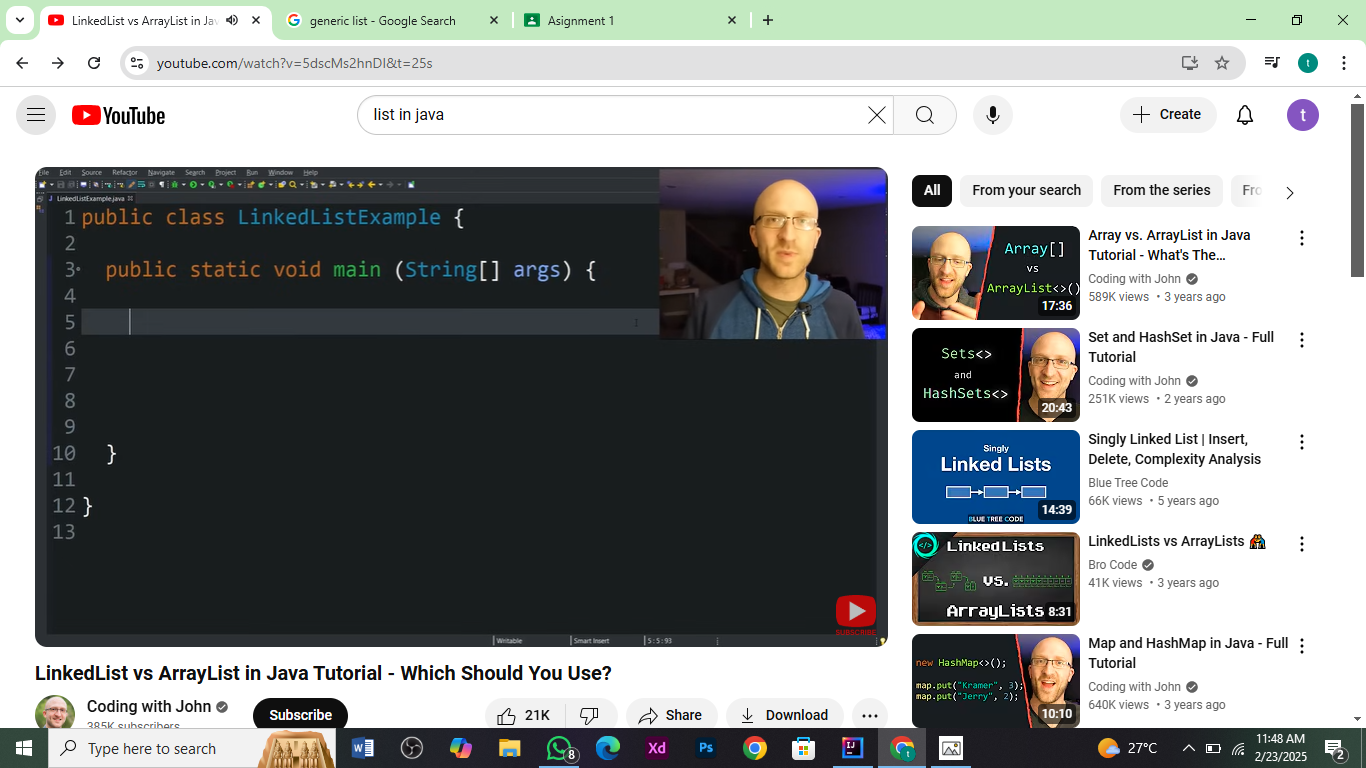 LinkedList vs ArrayList in Jav
generic list - Google Search
Asignment 1
youtube.com/watch?v=5dscMs2hnDI&t=25s
t
YouTube
list in java
Create
t
File Edit Source Refactor Navigate Search Project Run Window Help
LinkedListExample.java
1 public class LinkedListExample {
2
3 public static void main (String[] args) {
4
5
6
7
8
9
10 }
11
12 }
13
Writable Smart Insert 5:5:93
SUBSCRIBE
LinkedList vs ArrayList in Java Tutorial - Which Should You Use?
Coding with John
385K subscribers
Subscribe
21K
Share
Download
All
From your search
From the series
Fro
Array[]
vs
ArrayList<>()
17:36
Array vs. ArrayList in Java
Tutorial - What's The...
Coding with John
589K views • 3 years ago
Sets<>
and
HashSets<>
20:43
Set and HashSet in Java - Full
Tutorial
Coding with John
251K views • 2 years ago
Singly
Linked Lists
BLUE TREE CODE
14:39
Singly Linked List | Insert,
Delete, Complexity Analysis
Blue Tree Code
66K views • 5 years ago
</>
LinkedLists
vs.
ArrayLists
8:31
LinkedLists vs ArrayLists
Bro Code
41K views • 3 years ago
new HashMap<>();
map.put("Kramer", 3);
map.put("Jerry", 2);
10:10
Map and HashMap in Java - Full
Tutorial
Coding with John
640K views • 3 years ago
Type here to search
8
Xd
Ps
27°C
11:48 AM
2/23/2025
2